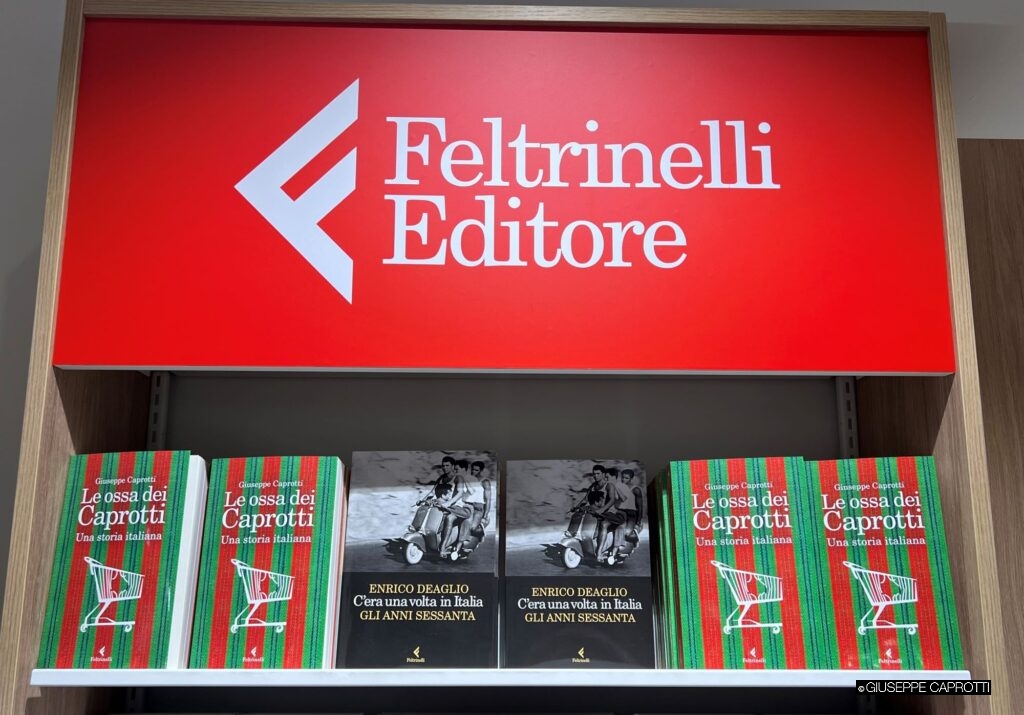 Feltrinelli
Editore
Giuseppe Caprotti
Le ossa dei
Caprotti
Una storia italiana
Feltrinelli
Giuseppe Caprotti
Le ossa dei
Caprotti
Una storia italiana
Feltrinelli
ENRICO DEAGLIO
C'era una volta in Italia
GLI ANNI SESSANTA
Feltrinelli
ENRICO DEAGLIO
C'era una volta in Italia
GLI ANNI SESSANTA
Feltrinelli
Giuseppe Caprotti
Le ossa dei
Caprotti
Una storia italiana
Feltrinelli
Giuseppe Caprotti
Le ossa dei
Caprotti
Una storia italiana
Feltrinelli
© GIUSEPPE CAPROTTI